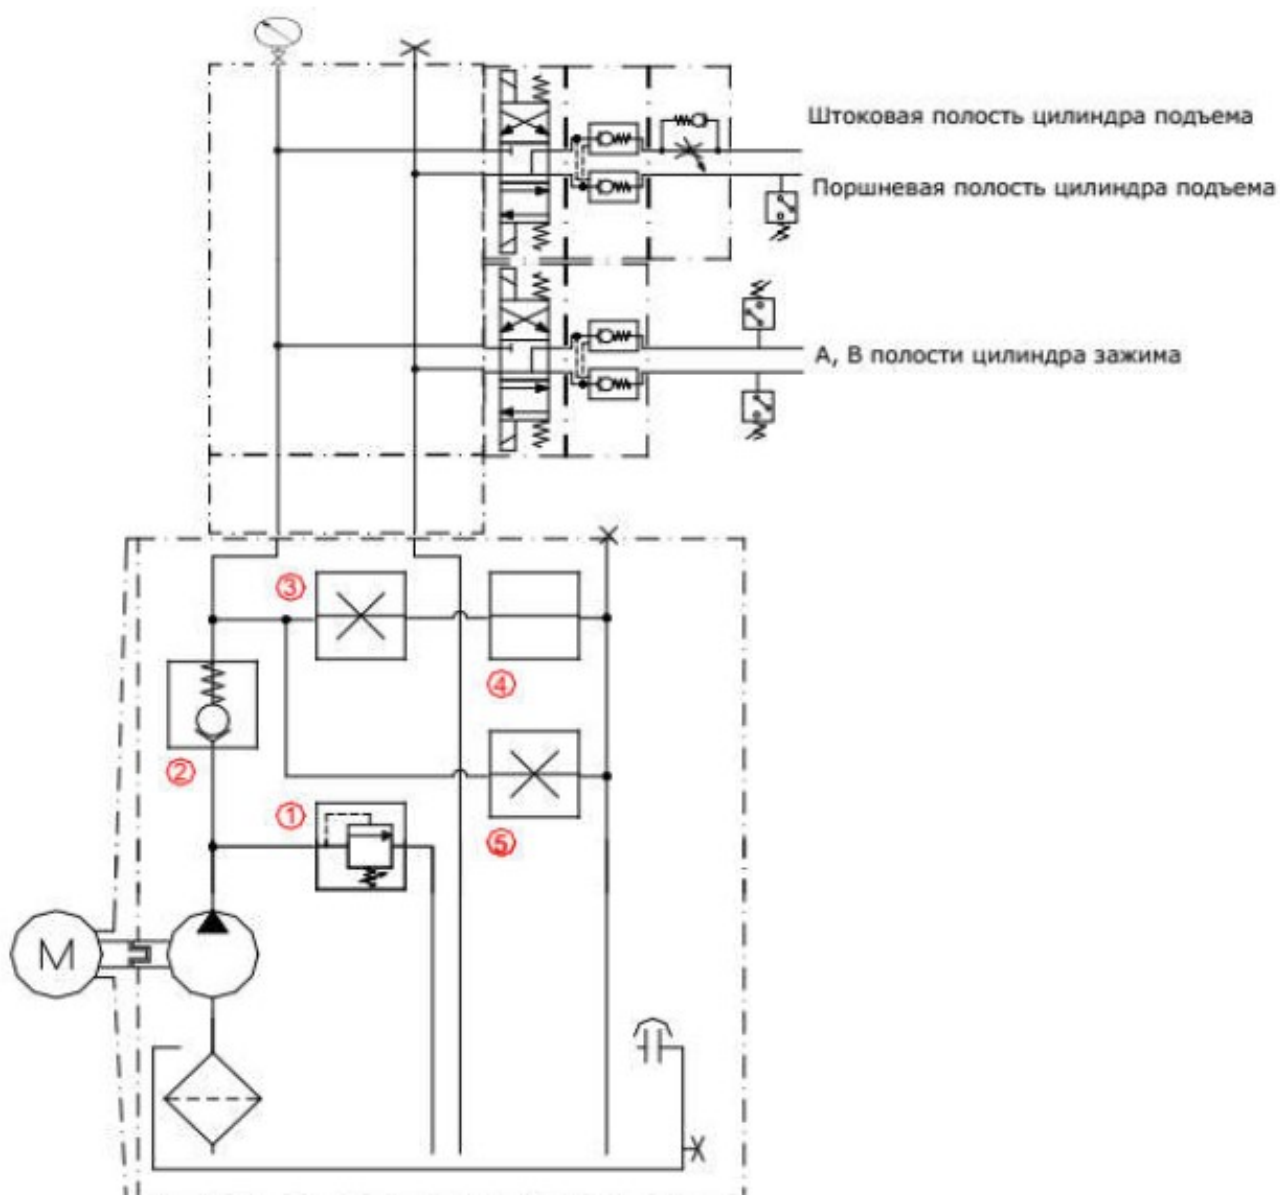 Штоковая полость цилиндра подъема
Поршневая полость цилиндра подъема
А, В полости цилиндра зажима
3
4
2
1
5
M